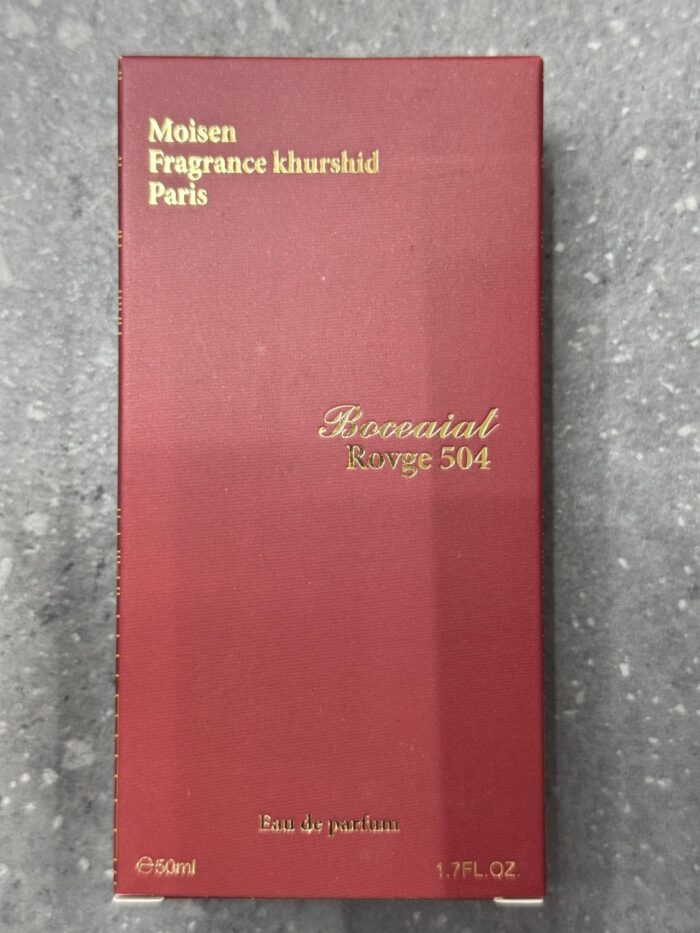 Moisen
Fragrance khurshid
Paris
Boceaial
Rovge 504
Eau de parfum
℮50ml
1.7FL.OZ.